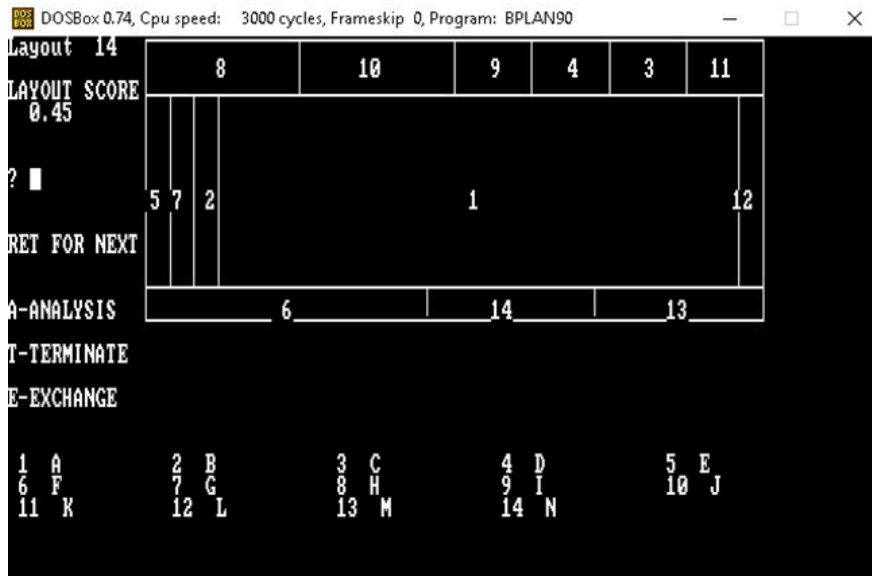 DOSBox 0.74, Cpu speed: 3000 cycles, Frameskip 0, Program: BPLAN90
Layout 14
8 10 9 4 3 11
LAYOUT SCORE
0.45
?
5 7 2 1 12
RET FOR NEXT
A-ANALYSIS
6 14 13
T-TERMINATE
E-EXCHANGE
1 A 2 B 3 C 4 D 5 E
6 F 7 G 8 H 9 I 10 J
11 K 12 L 13 M 14 N